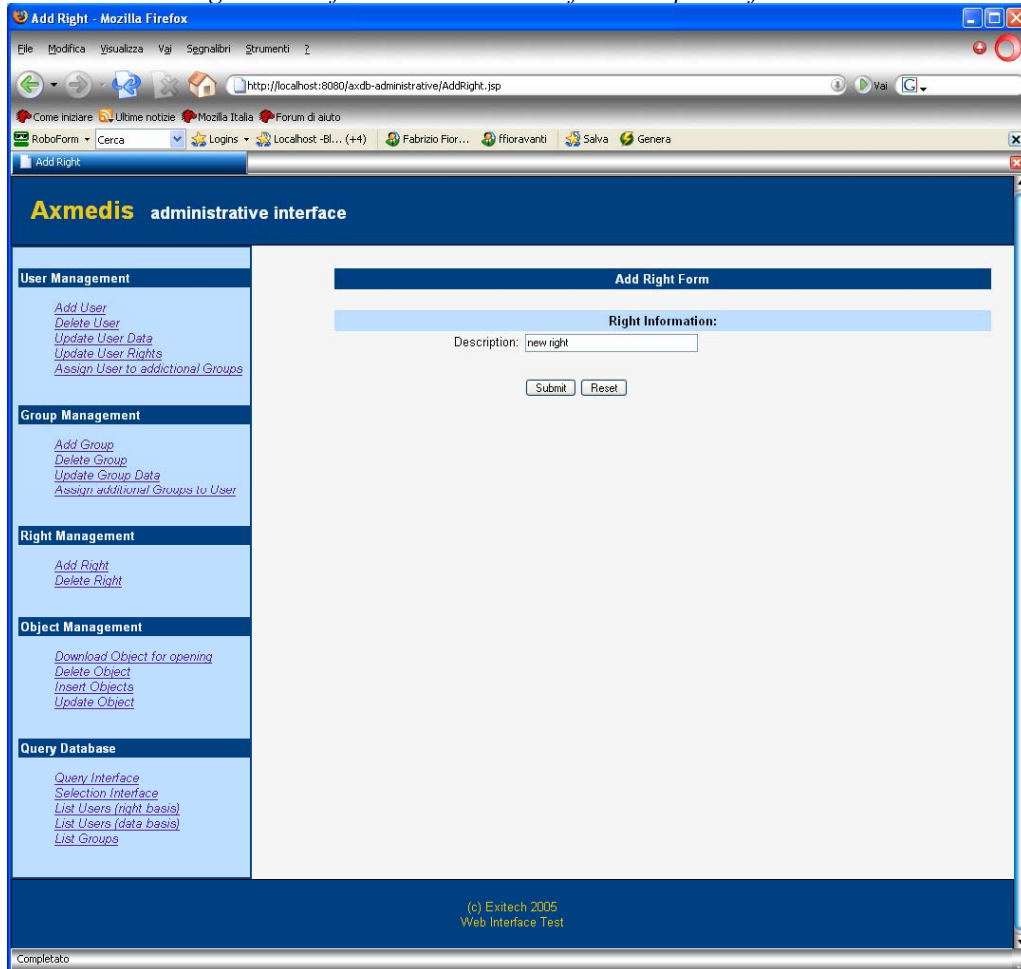 Add Right - Mozilla Firefox
File Modifica Visualizza Vai Segnalibri Strumenti ?
http://localhost:8080/axdb-administrative/AddRight.jsp Vai G
Come iniziare Ultime notizie Mozilla Italia Forum di aiuto
RoboForm Cerca Logins Localhost -Bl... (+4) Fabrizio Fior... ffioravanti Salva Genera
Add Right
Axmedis administrative interface
User Management
Add User
Delete User
Update User Data
Update User Rights
Assign User to addictional Groups
Group Management
Add Group
Delete Group
Update Group Data
Assign additional Groups to User
Right Management
Add Right
Delete Right
Object Management
Download Object for opening
Delete Object
Insert Objects
Update Object
Query Database
Query Interface
Selection Interface
List Users (right basis)
List Users (data basis)
List Groups
Add Right Form
Right Information:
Description: new right
Submit Reset
(c) Exitech 2005
Web Interface Test
Completato